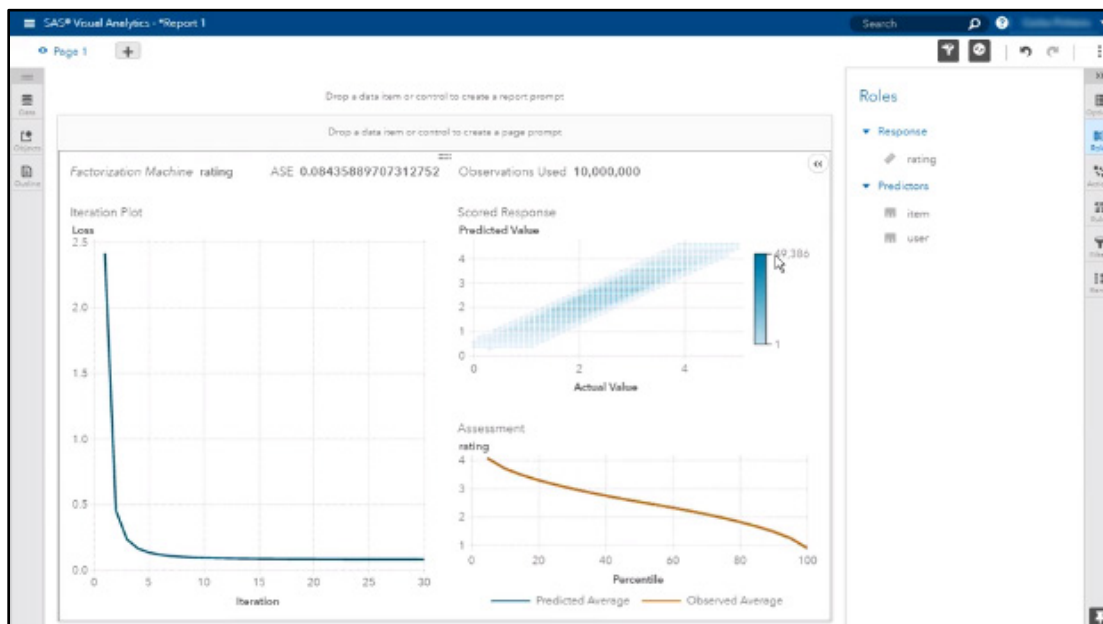 SAS® Visual Analytics - *Report 1
Search
Page 1
Drop a data item or control to create a report prompt
Drop a data item or control to create a page prompt
Data
Objects
Outline
Factorization Machine rating ASE 0.08435889707312752 Observations Used 10,000,000
Iteration Plot
Loss
2.5
2.0
1.5
1.0
0.5
0.0
0 5 10 15 20 25 30
Iteration
Scored Response
Predicted Value
4
3
2
1
0
0 2 4
Actual Value
49,386
1
Assessment
rating
4
3
2
1
0 20 40 60 80 100
Percentile
Predicted Average Observed Average
Roles
Response
rating
Predictors
item
user